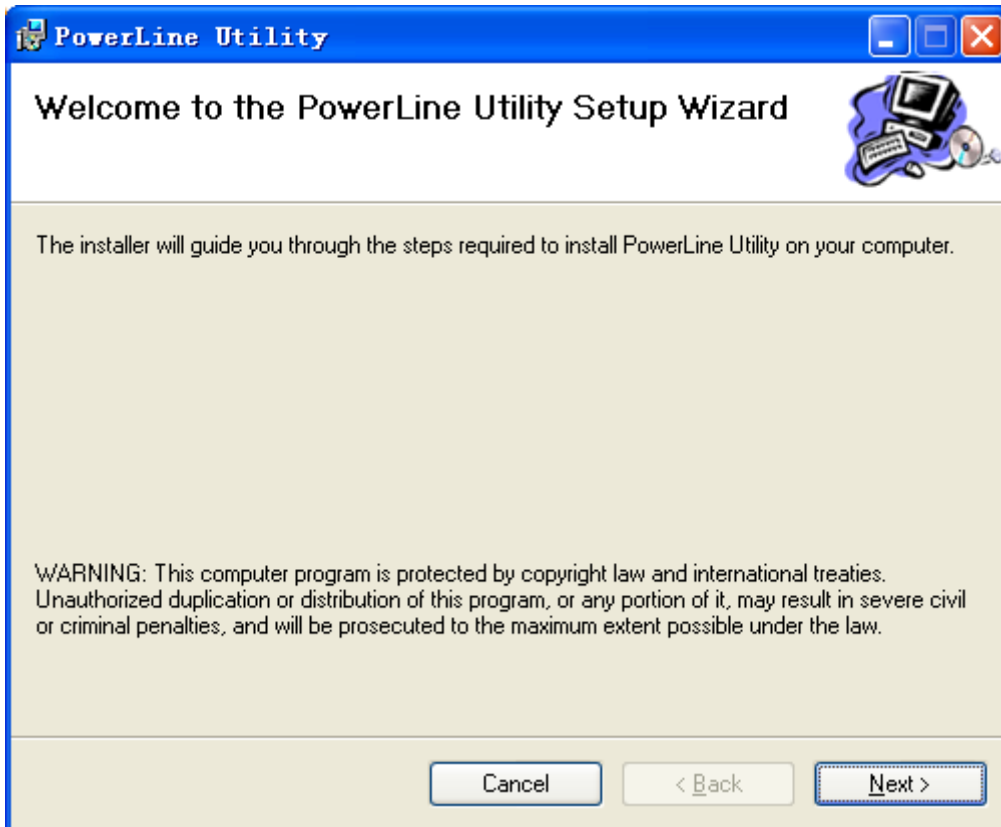 PowerLine Utility
Welcome to the PowerLine Utility Setup Wizard
The installer will guide you through the steps required to install PowerLine Utility on your computer.
WARNING: This computer program is protected by copyright law and international treaties.
Unauthorized duplication or distribution of this program, or any portion of it, may result in severe civil
or criminal penalties, and will be prosecuted to the maximum extent possible under the law.
Cancel
< Back
Next >